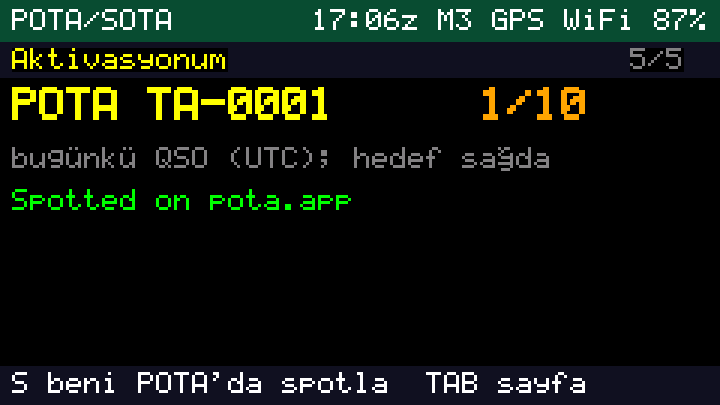 POTA/SOTA 17:06z M3 GPS WiFi 87%
Aktivasyonum 5/5
POTA TA-0001 1/10
bugünkü QSO (UTC); hedef sağda
Spotted on pota.app
S beni POTA'da spotla TAB sayfa